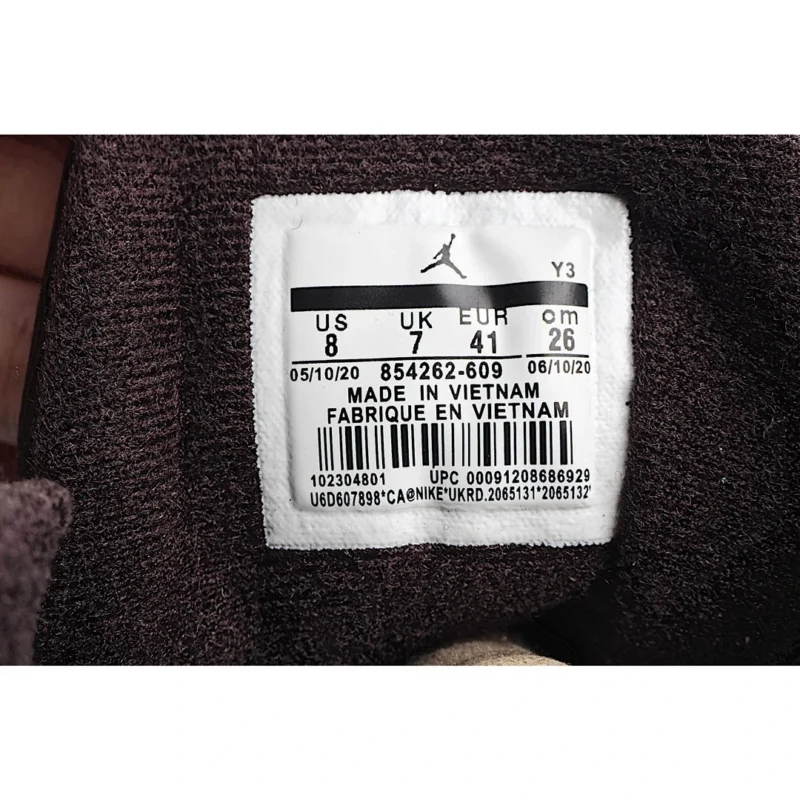 Y3
US UK EUR cm
8 7 41 26
05/10/20 854262-609 06/10/20
MADE IN VIETNAM
FABRIQUE EN VIETNAM
102304801 UPC 00091208686929
U6D607898*CA@NIKE*UKRD.2065131*2065132'